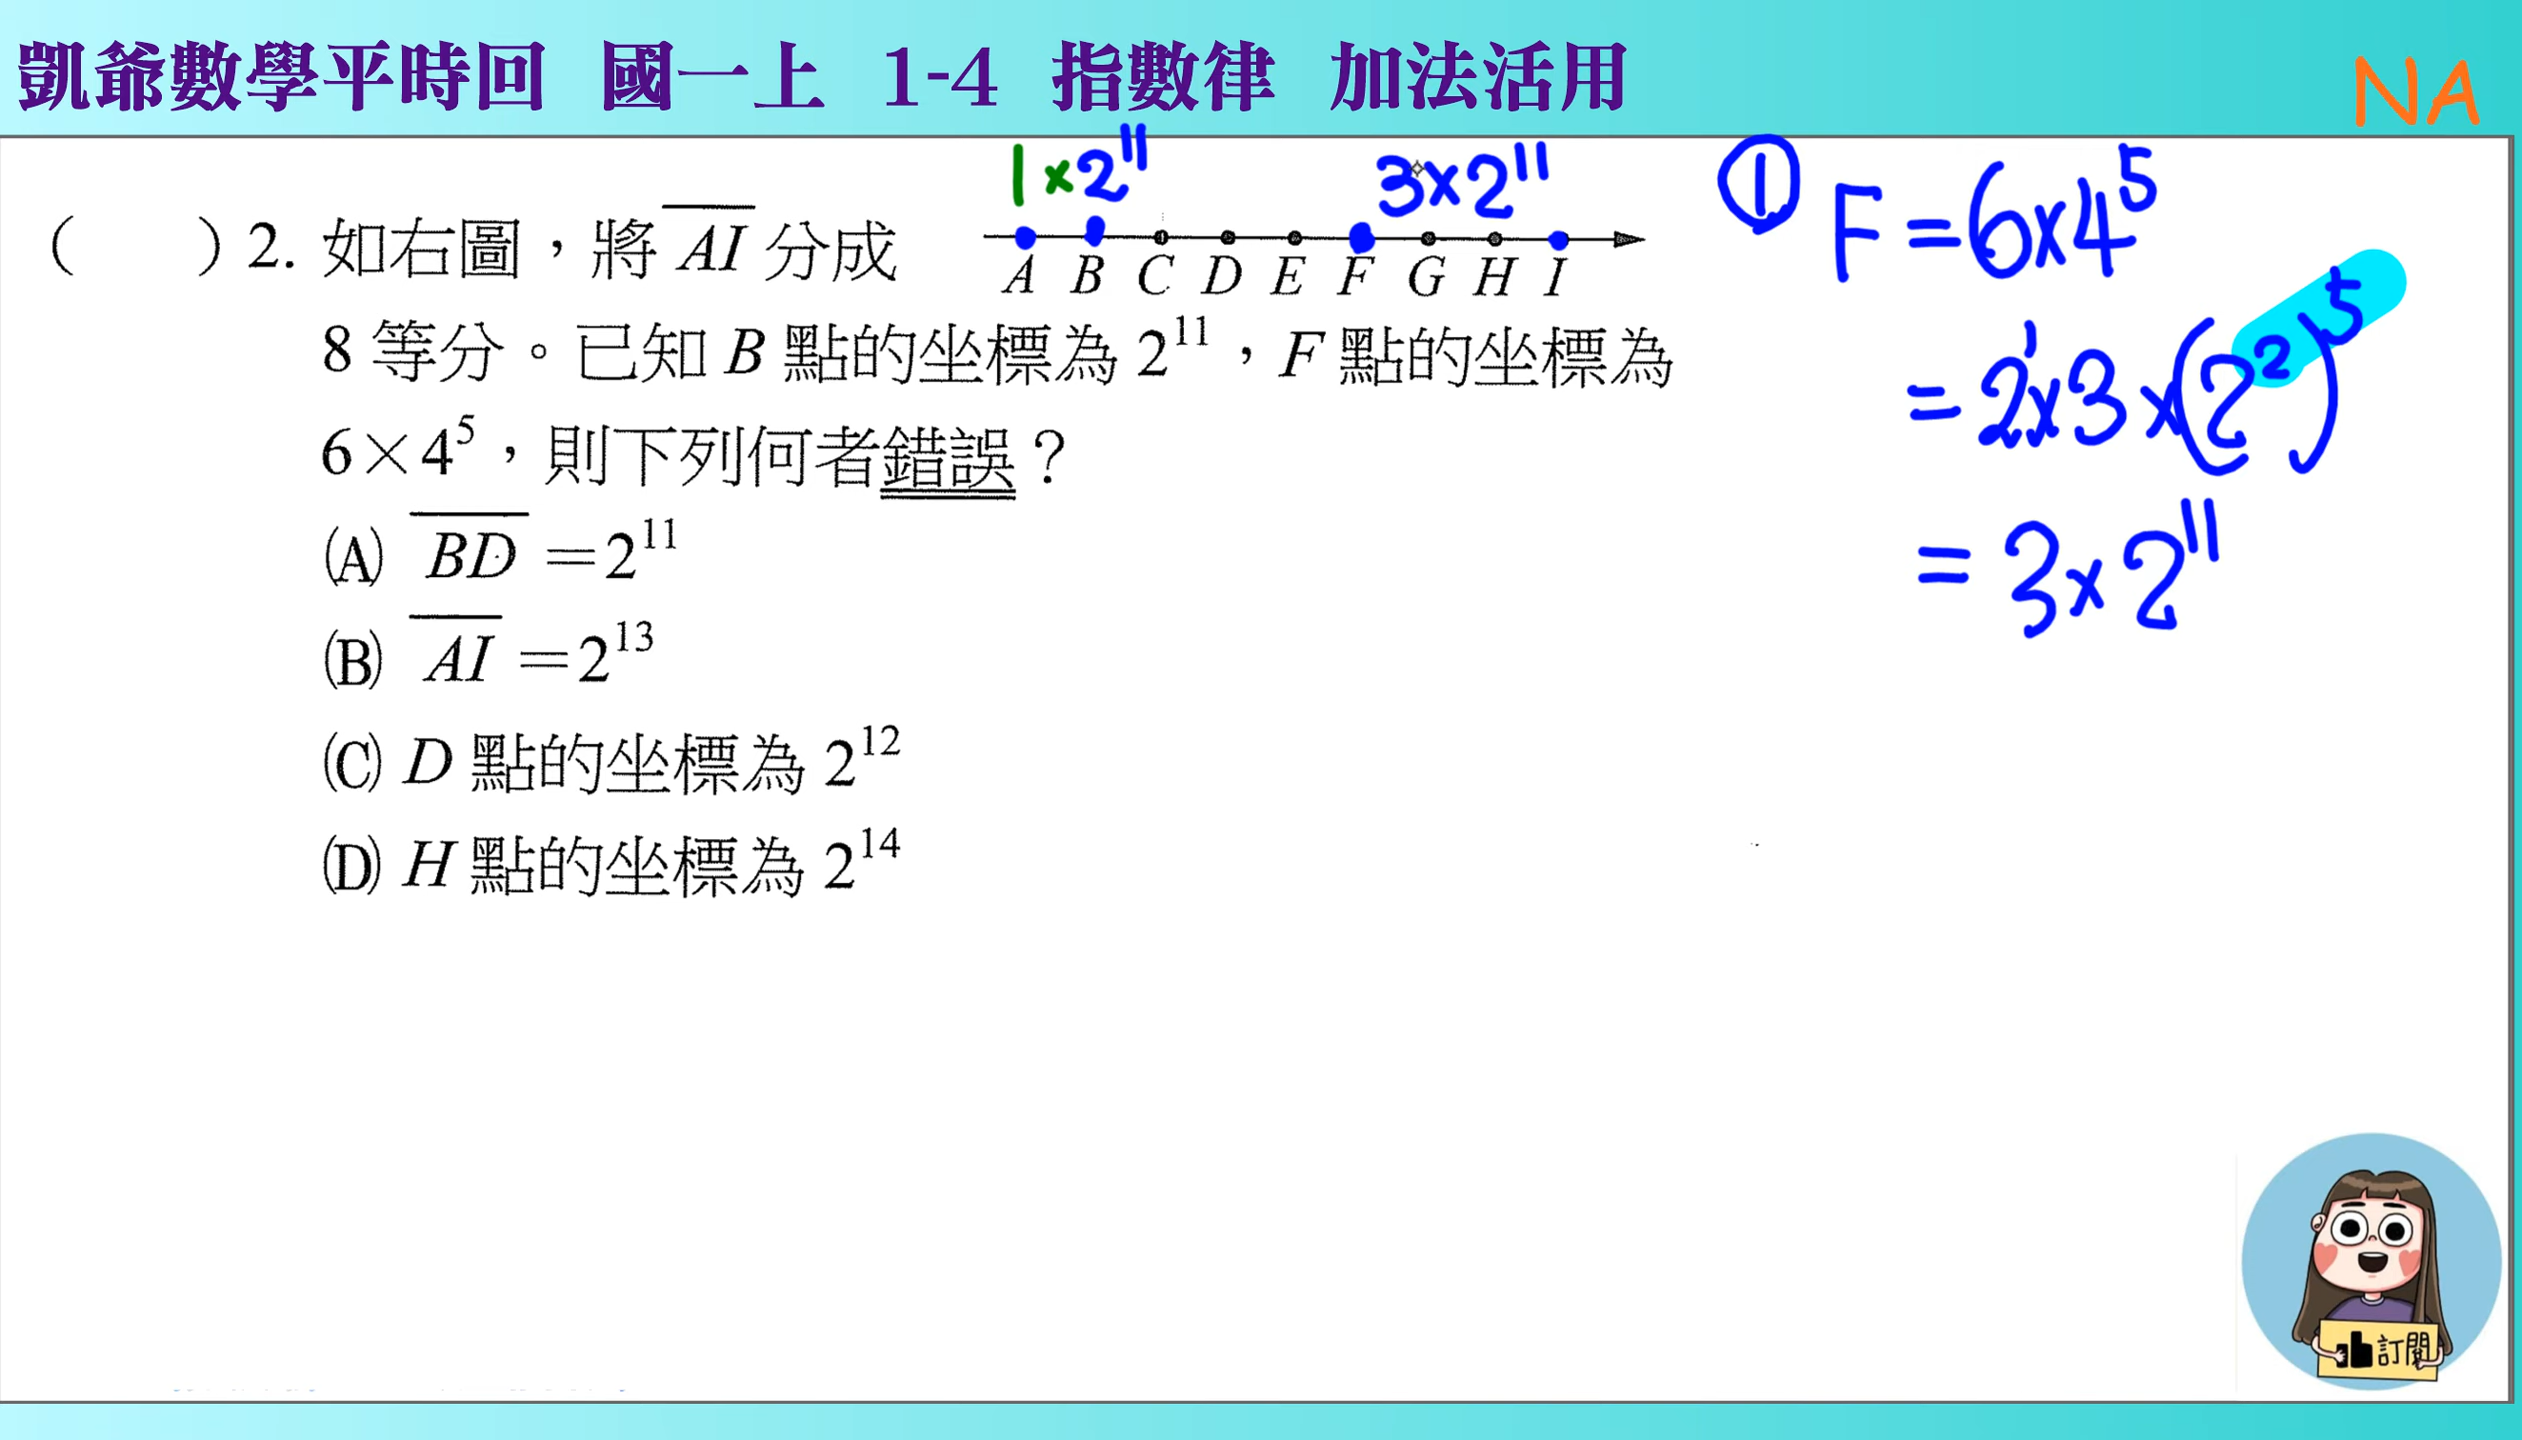 凱爺數學平時回 國一上 1-4 指數律 加法活用
NA
1×2¹¹ 3×2¹¹
( )2. 如右圖，將 A̅I̅ 分成
A B C D E F G H I
8 等分。已知 B 點的坐標為 2¹¹，F 點的坐標為
6×4⁵，則下列何者錯誤？
(A) B̅D̅ =2¹¹
(B) A̅I̅ =2¹³
(C) D 點的坐標為 2¹²
(D) H 點的坐標為 2¹⁴
① F=6×4⁵
=2¹×3×(2²)⁵
=3×2¹¹
訂閱